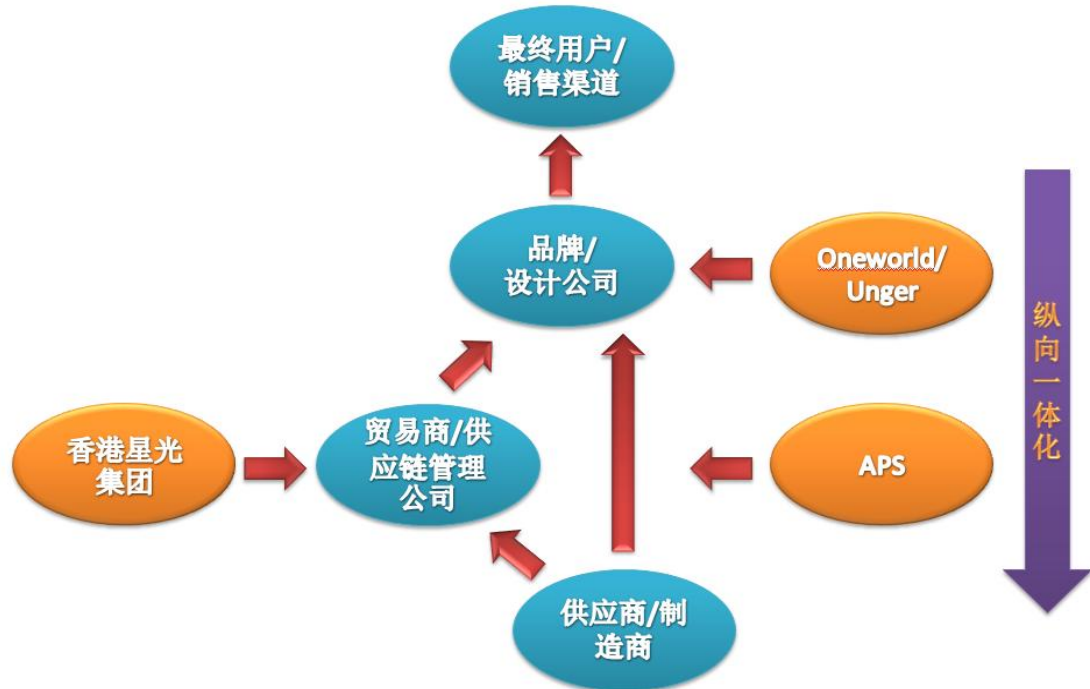 最终用户/
销售渠道
品牌/
设计公司
Oneworld/
Unger
纵向一体化
香港星光
集团
贸易商/供
应链管理
公司
APS
供应商/制
造商